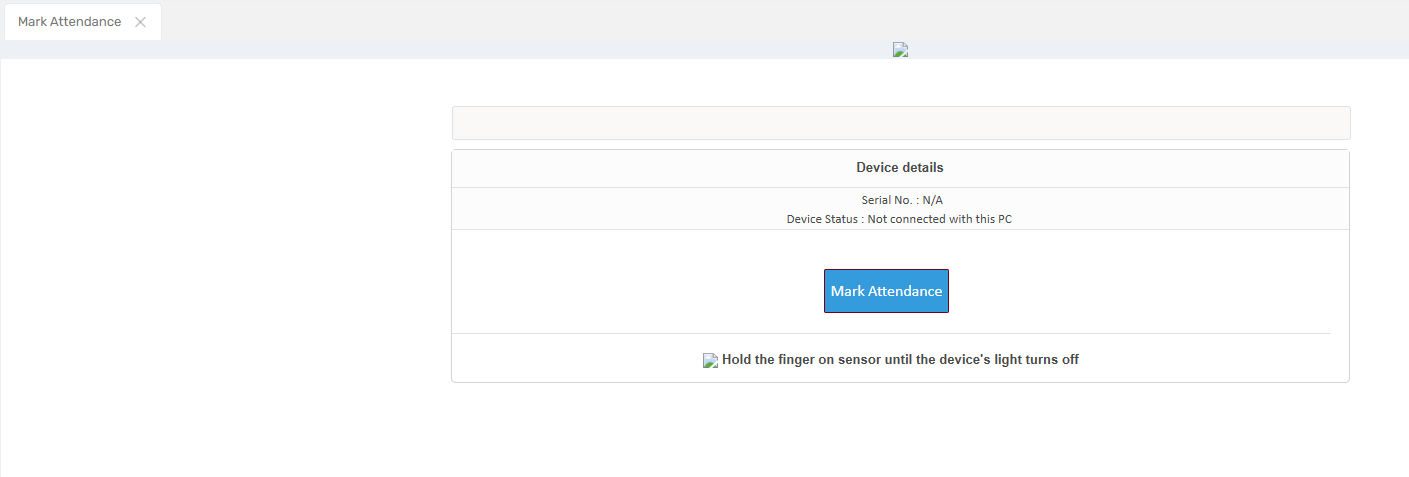 Mark Attendance
Device details
Serial No. : N/A
Device Status : Not connected with this PC
Mark Attendance
Hold the finger on sensor until the device's light turns off